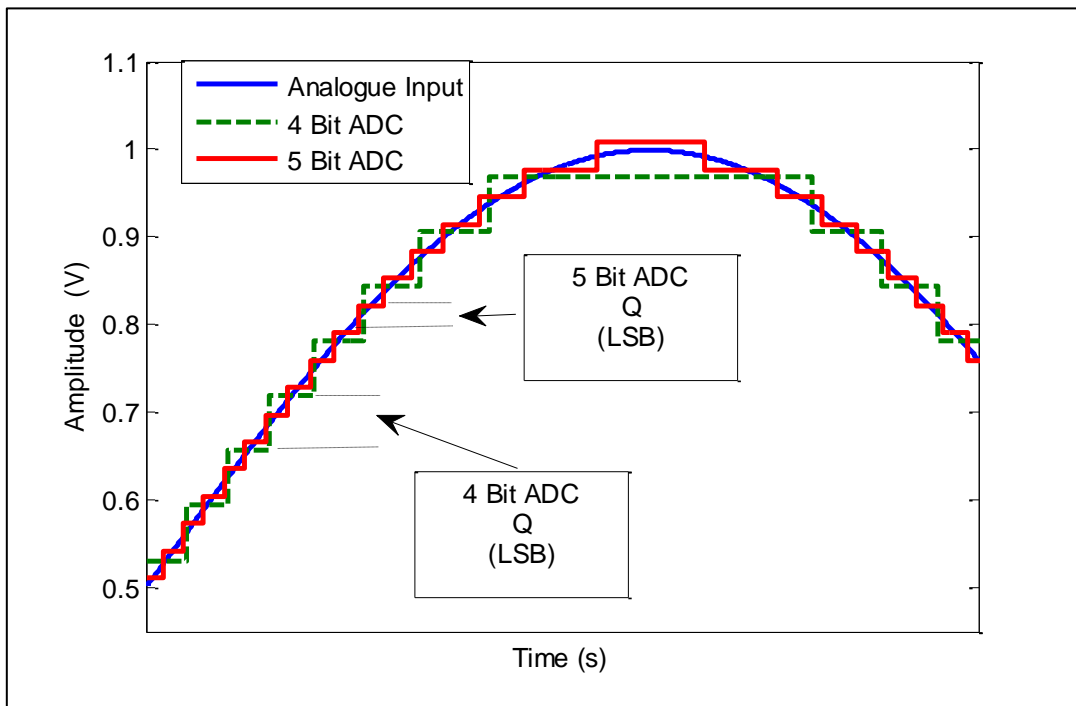 1.1
1
0.9
0.8
0.7
0.6
0.5
Amplitude (V)
Time (s)
Analogue Input
4 Bit ADC
5 Bit ADC
5 Bit ADC
Q
(LSB)
4 Bit ADC
Q
(LSB)